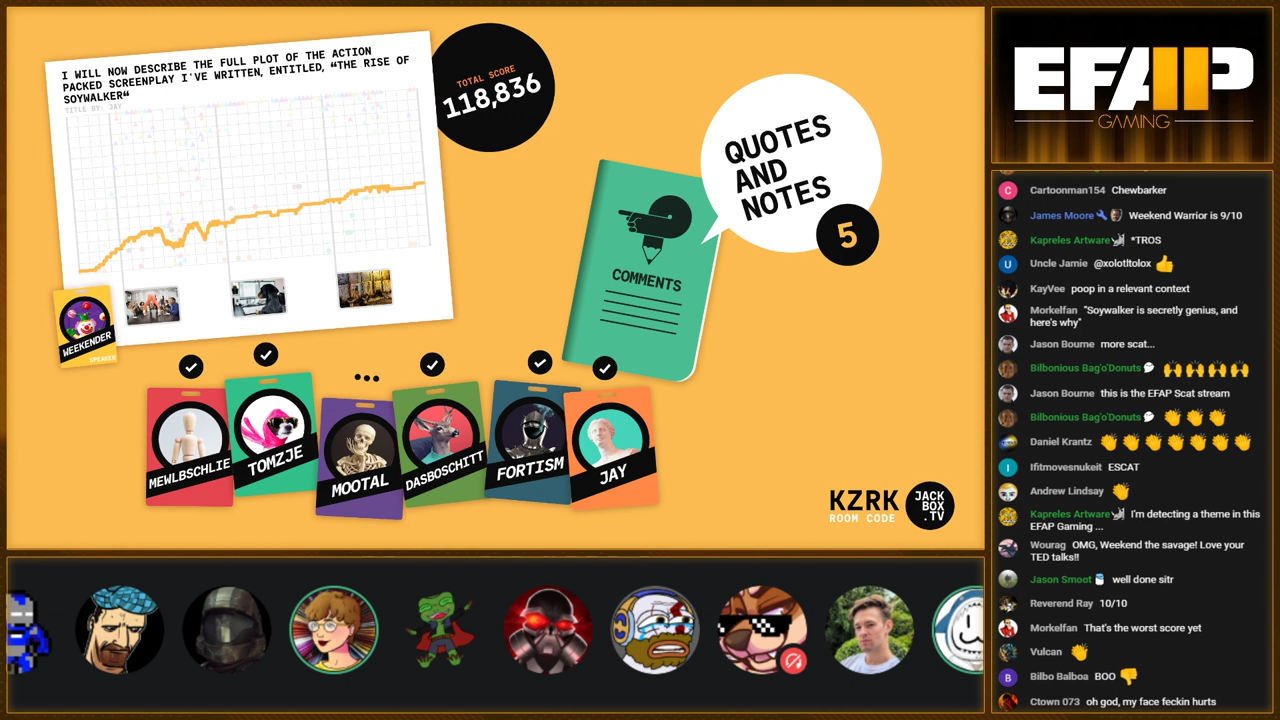 I WILL NOW DESCRIBE THE FULL PLOT OF THE ACTION
PACKED SCREENPLAY I'VE WRITTEN, ENTITLED, “THE RISE OF
SOYWALKER“
TITLE BY: JAY
TOTAL SCORE
118,836
QUOTES
AND
NOTES
5
COMMENTS
WEEKENDER
SPEAKER
MEWLBSCHLIE
TOMZJE
MOOTAL
DASBOSCHITT
FORTISM
JAY
KZRK
ROOM CODE
JACK
BOX
.TV
EFAP
GAMING
C
Cartoonman154 Chewbarker
James Moore Weekend Warrior is 9/10
Kapreles Artware *TROS
U
Uncle Jamie @xolotltolox
KayVee poop in a relevant context
Morkelfan "Soywalker is secretly genius, and
here's why"
Jason Bourne more scat...
Bilbonious Bag'o'Donuts
Jason Bourne this is the EFAP Scat stream
Bilbonious Bag'o'Donuts
Daniel Krantz
I
Ifitmovesnukeit ESCAT
Andrew Lindsay
Kapreles Artware I'm detecting a theme in this
EFAP Gaming ...
Wourag OMG, Weekend the savage! Love your
TED talks!!
Jason Smoot well done sitr
Reverend Ray 10/10
Morkelfan That's the worst score yet
Vulcan
B
Bilbo Balboa BOO
Ctown 073 oh god, my face feckin hurts